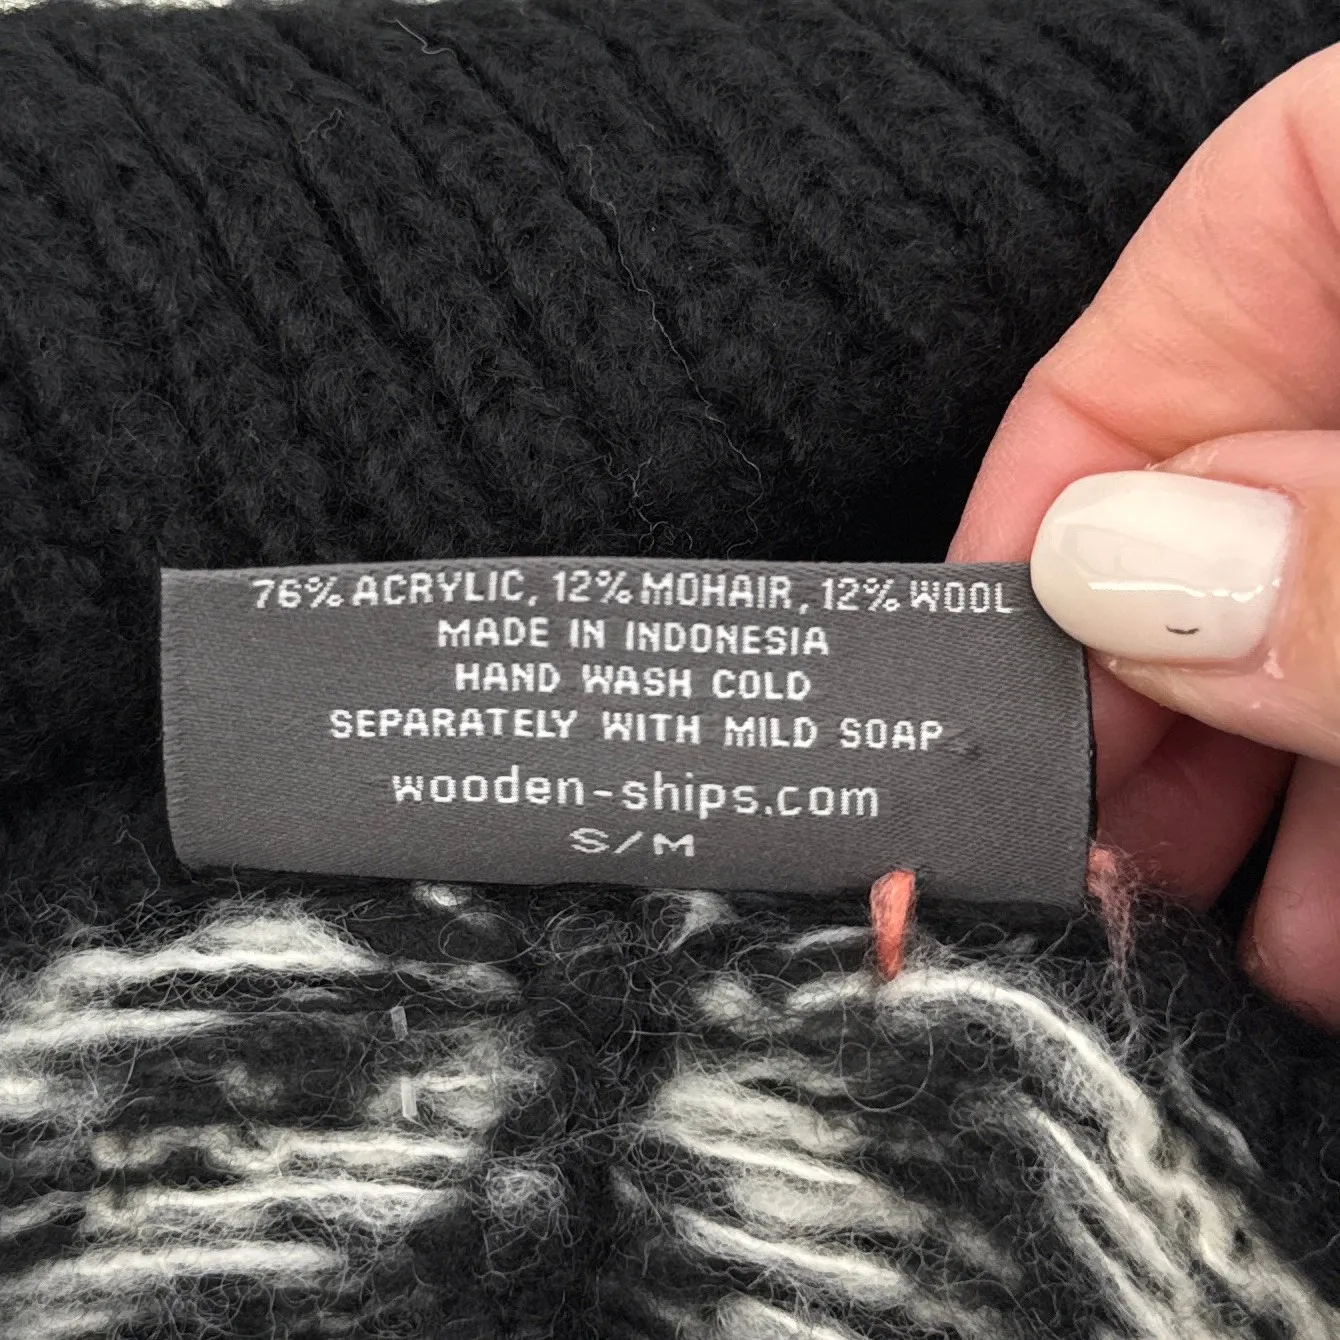 76% ACRYLIC, 12% MOHAIR, 12% WOOL
MADE IN INDONESIA
HAND WASH COLD
SEPARATELY WITH MILD SOAP
wooden-ships.com
S/M